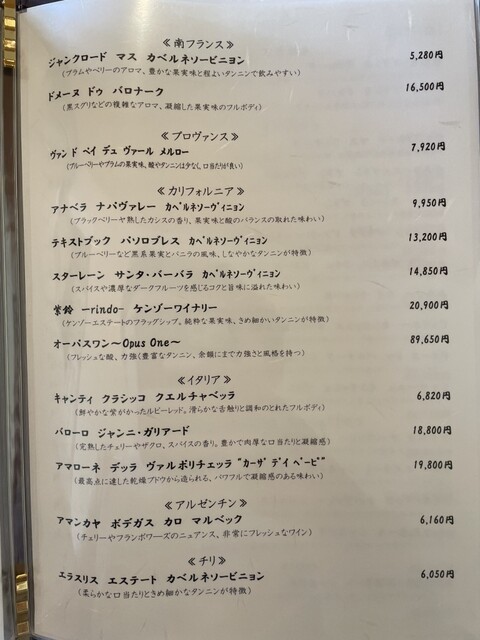 ≪南フランス≫
ジャンクロード マス カベルネソービニヨン 5,280円
(プラムやベリーのアロマ、豊かな果実味と程よいタンニンで飲みやすい)
ドメーヌ ドゥ バロナーク 16,500円
(黒スグリなどの複雑なアロマ、凝縮した果実味のフルボディ)
≪プロヴァンス≫
ヴァン ド ペイ デュ ヴァール メルロー 7,920円
(ブルーベリーやプラムの果実味、酸やタンニンは少なく、口当たりが良い)
≪カリフォルニア≫
アナベラ ナパヴァレー カベルネソーヴィニョン 9,950円
(ブラックベリーや熟したカシスの香り、果実味と酸のバランスの取れた味わい)
テキストブック パソロブレス カベルネソーヴィニョン 13,200円
(ブルーベリーなど黒系果実とバニラの風味、しなやかなタンニンが特徴)
スターレーン サンタ・バーバラ カベルネソーヴィニョン 14,850円
(スパイスや濃厚なダークフルーツを感じるコクと旨味に溢れた味わい)
紫鈴 ―rindo― ケンゾーワイナリー 20,900円
(ケンゾーエステートのフラッグシップ、純粋な果実味、きめ細かいタンニンが特徴)
オーパスワン～Opus One～ 89,650円
(フレッシュな酸、力強く豊富なタンニン、余韻にまで力強さと風格を持つ)
≪イタリア≫
キャンティ クラシッコ クエルチャベッラ 6,820円
(鮮やかな紫がかったルビーレッド。滑らかな舌触りと調和のとれたフルボディ)
バローロ ジャンニ・ガリアード 18,800円
(完熟したチェリーやザクロ、スパイスの香り。豊かで肉厚な口当たりと凝縮感)
アマローネ デッラ ヴァルポリチェッラ "カーサ デイ ベーピ" 19,800円
(最高点に達した乾燥ブドウから造られる、パワフルで凝縮感のある味わい)
≪アルゼンチン≫
アマンカヤ ボデガス カロ マルベック 6,160円
(チェリーやフランボワーズのニュアンス、非常にフレッシュなワイン)
≪チリ≫
エラスリス エステート カベルネソービニヨン 6,050円
(柔らかな口当たりときめ細かなタンニンが特徴)